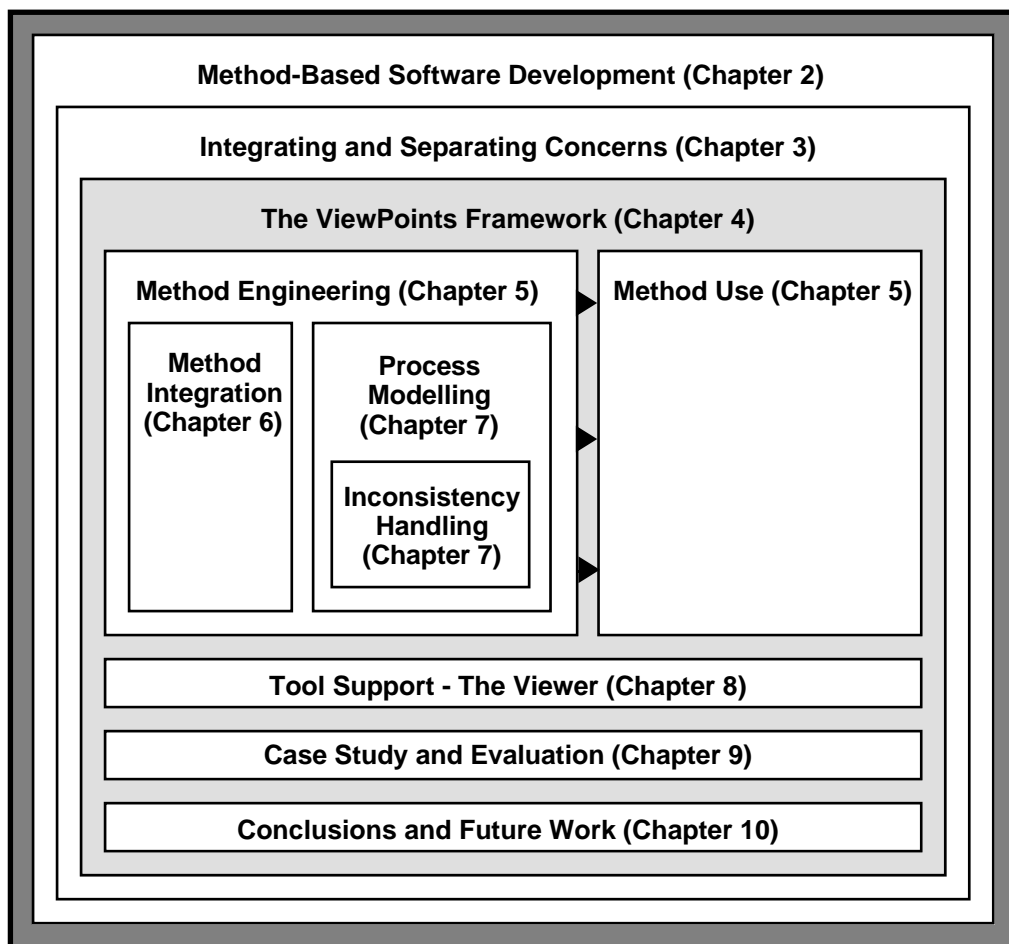 Method-Based Software Development (Chapter 2)
Integrating and Separating Concerns (Chapter 3)
The ViewPoints Framework (Chapter 4)
Method Engineering (Chapter 5)
Method
Integration
(Chapter 6)
Process
Modelling
(Chapter 7)
Inconsistency
Handling
(Chapter 7)
Method Use (Chapter 5)
Tool Support - The Viewer (Chapter 8)
Case Study and Evaluation (Chapter 9)
Conclusions and Future Work (Chapter 10)